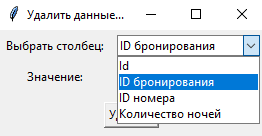 Удалить данные...
Выбрать столбец: ID бронирования
Id
ID бронирования
Значение:
ID номера
Количество ночей